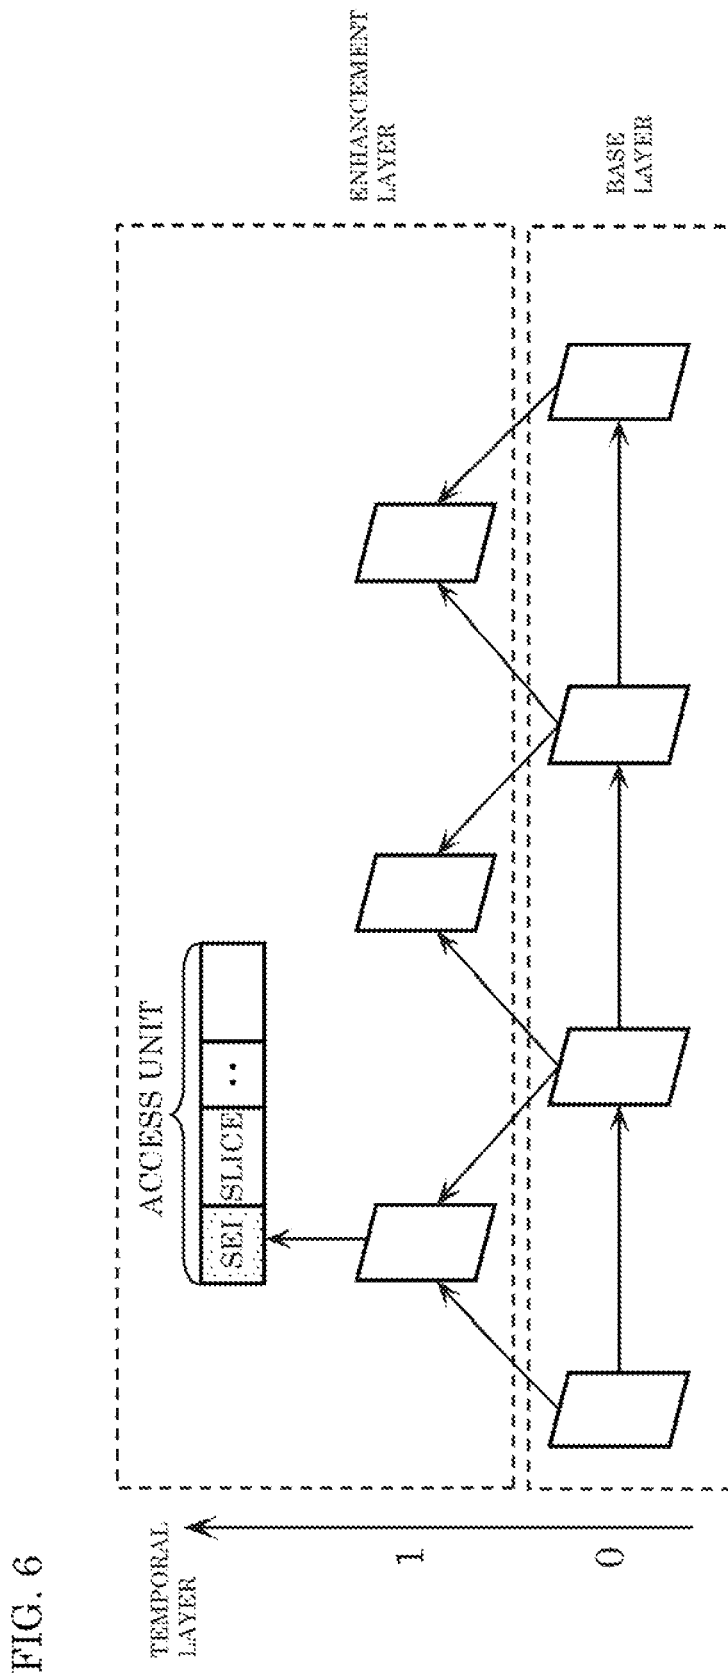 FIG. 6
TEMPORAL
LAYER
ACCESS UNIT
SEI
SLICE
..
1
0
ENHANCEMENT
LAYER
BASE
LAYER